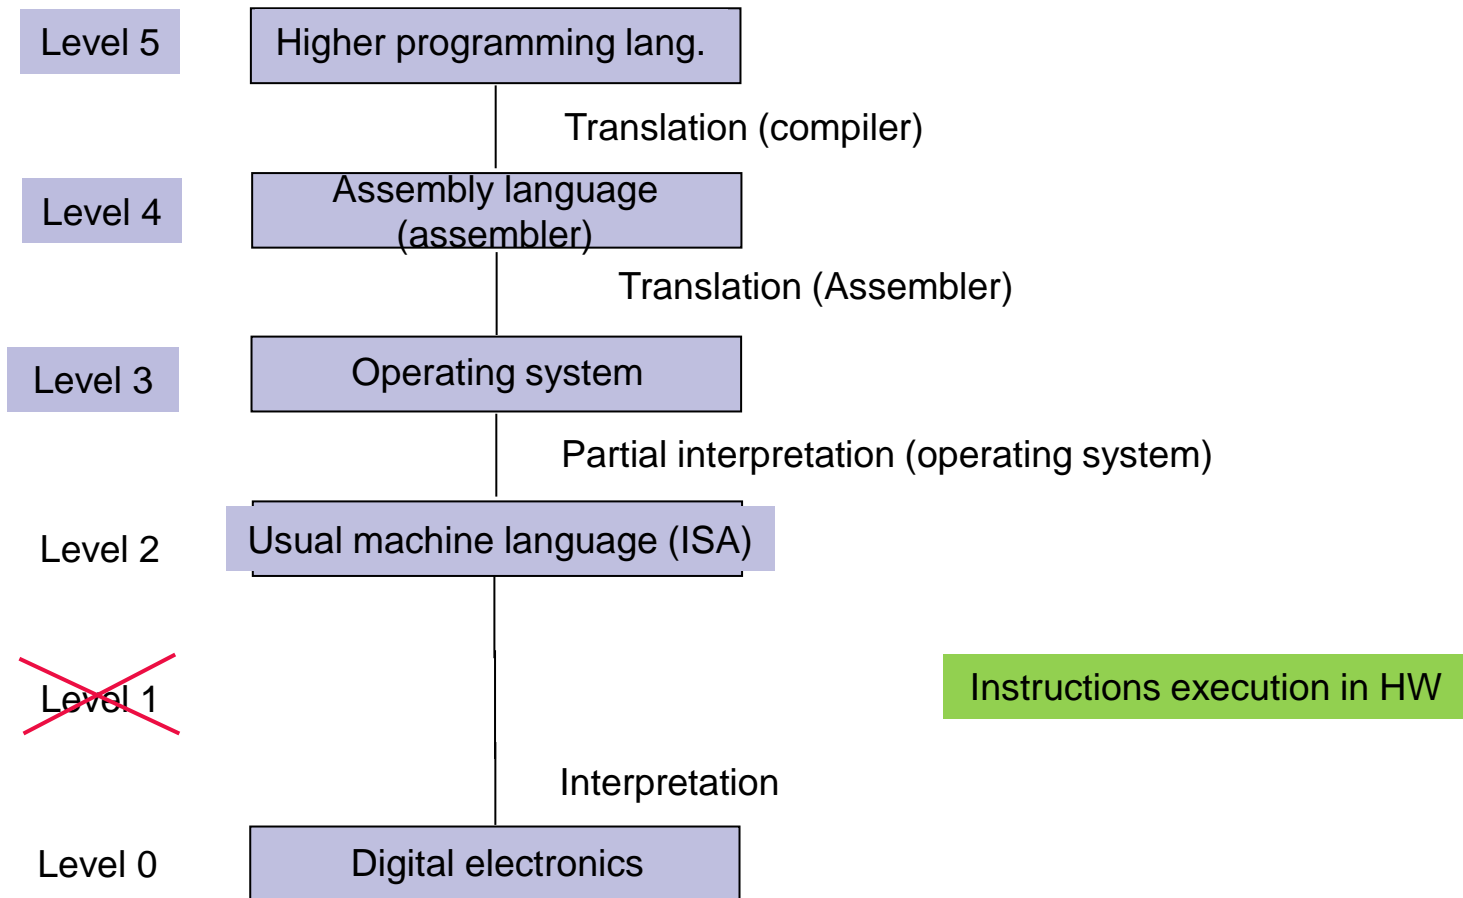 Level 5
Higher programming lang.
Translation (compiler)
Level 4
Assembly language
(assembler)
Translation (Assembler)
Level 3
Operating system
Partial interpretation (operating system)
Level 2
Usual machine language (ISA)
Level 1
Instructions execution in HW
Interpretation
Level 0
Digital electronics